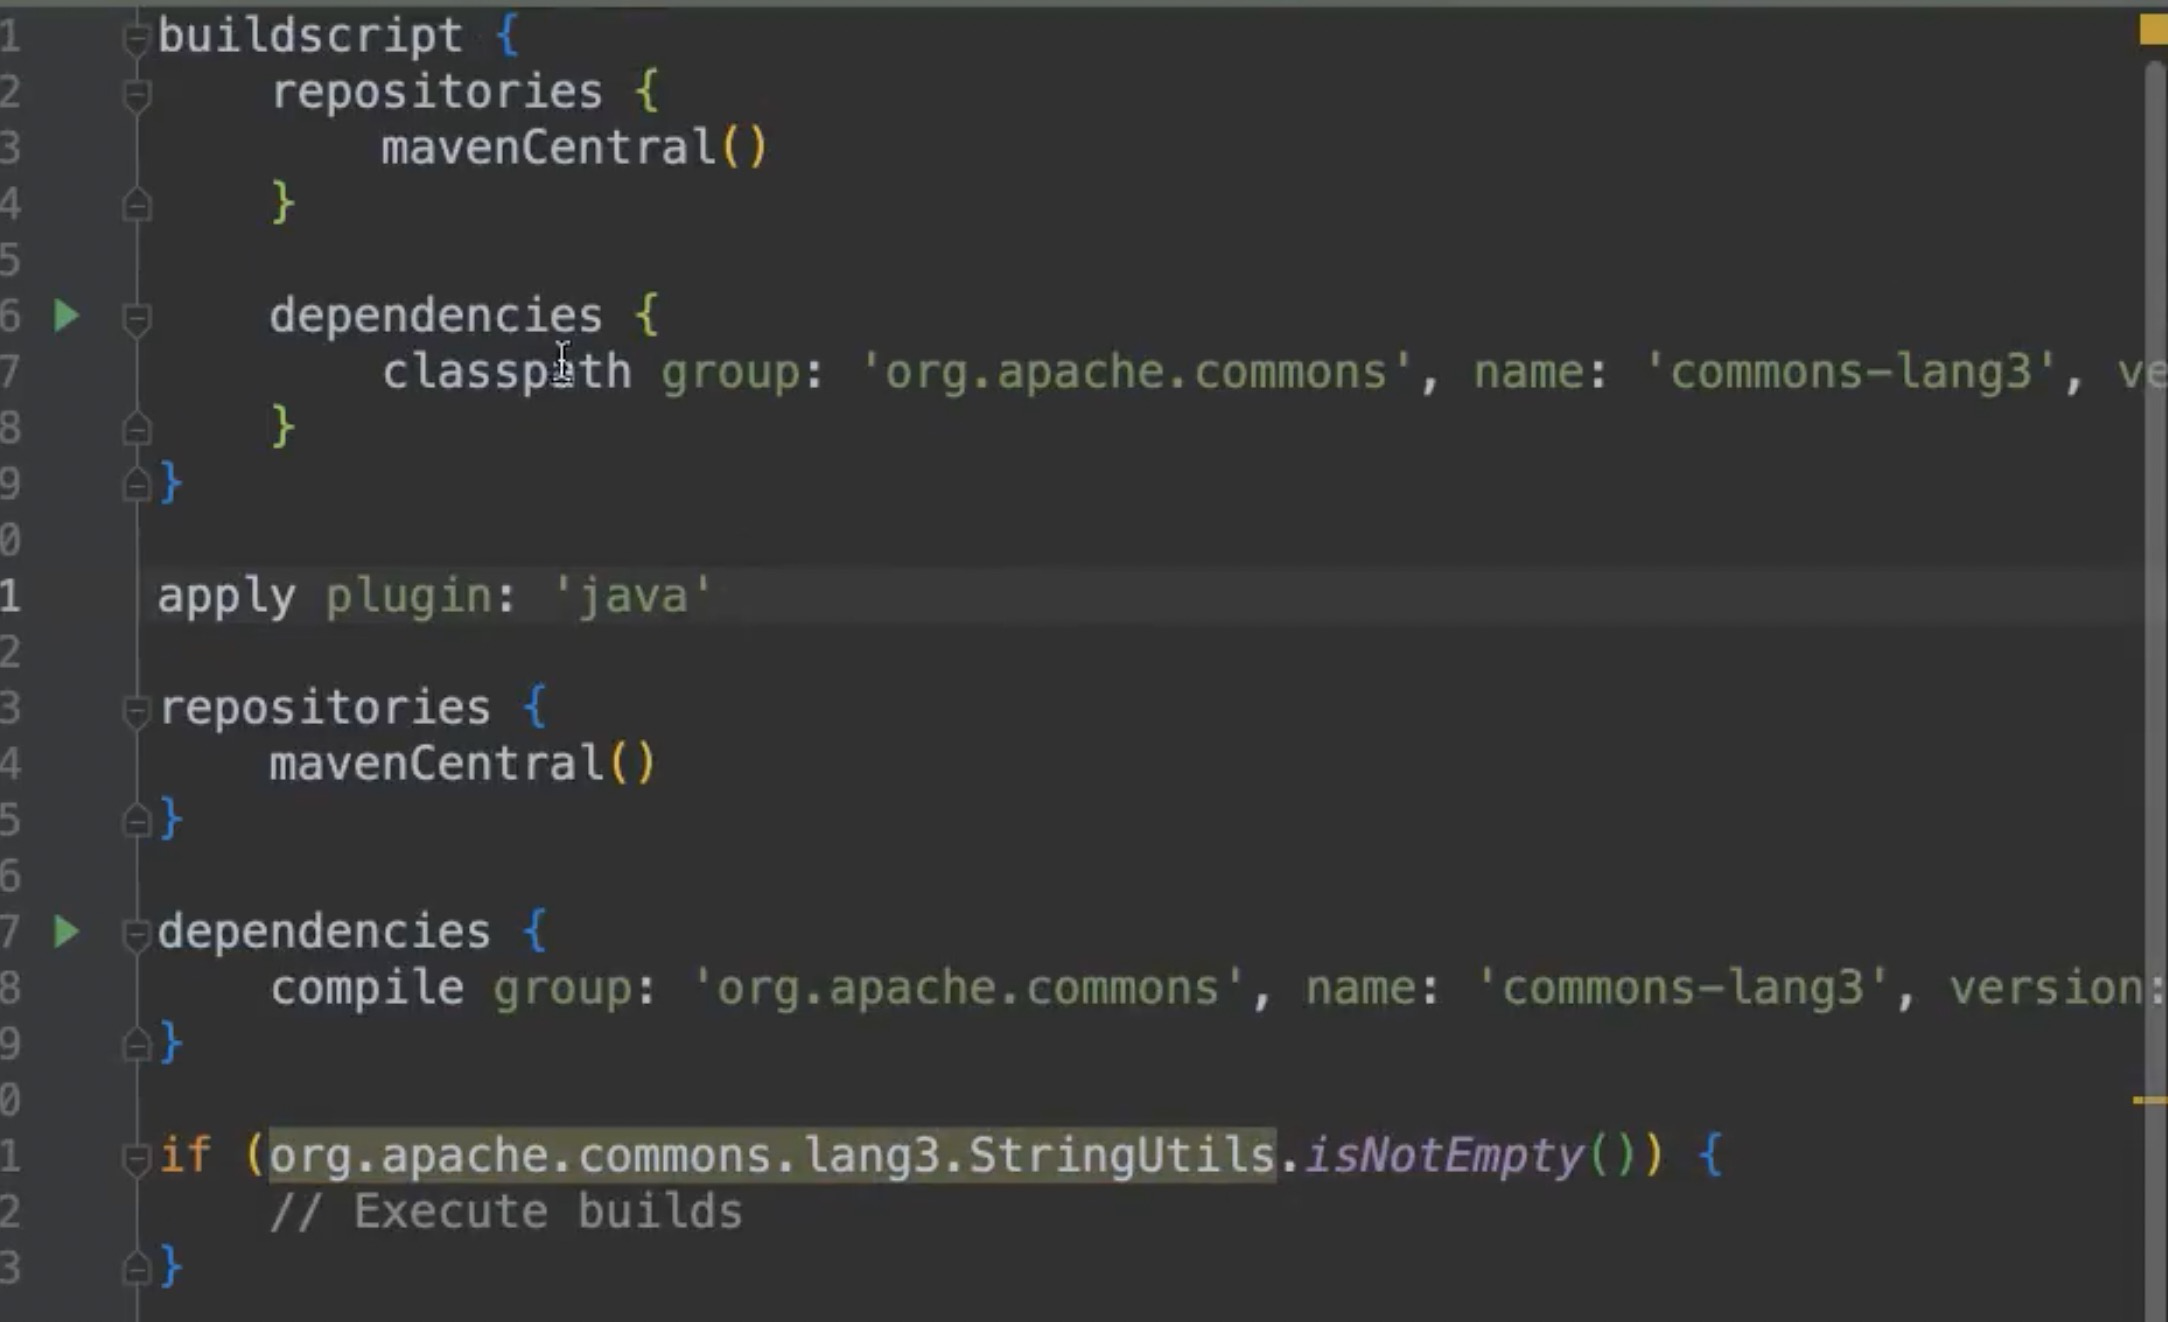 1 buildscript {
2 repositories {
3 mavenCentral()
4 }
5
6 dependencies {
7 classpath group: 'org.apache.commons', name: 'commons-lang3', ve
8 }
9 }
0
1 apply plugin: 'java'
2
3 repositories {
4 mavenCentral()
5 }
6
7 dependencies {
8 compile group: 'org.apache.commons', name: 'commons-lang3', version:
9 }
0
1 if (org.apache.commons.lang3.StringUtils.isNotEmpty()) {
2 // Execute builds
3 }